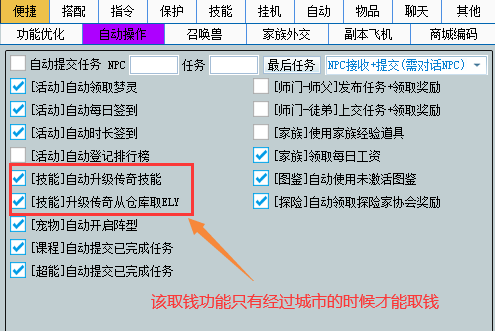 便捷 搭配 指令 保护 技能 挂机 自动 物品 聊天 其他
功能优化 自动操作 召唤兽 家族外交 副本飞机 商城编码
自动提交任务 NPC 任务 最后任务 NPC接收+提交(需对话NPC)
[活动]自动领取梦灵 [师门-师父]发布任务+领取奖励
[活动]自动每日签到 [师门-徒弟]上交任务+领取奖励
[活动]自动时长签到 [家族]使用家族经验道具
[活动]自动登记排行榜 [家族]领取每日工资
[技能]自动升级传奇技能 [图鉴]自动使用未激活图鉴
[技能]升级传奇从仓库取ELY [探险]自动领取探险家协会奖励
[宠物]自动开启阵型
[课程]自动提交已完成任务
[超能]自动提交已完成任务
该取钱功能只有经过城市的时候才能取钱